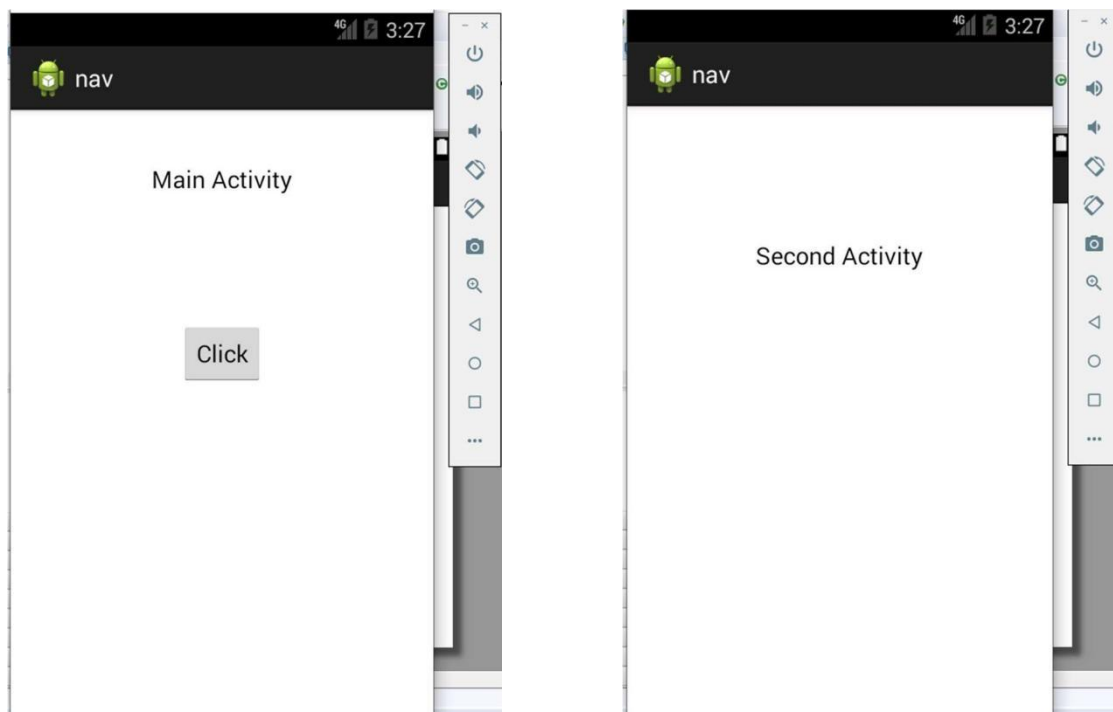 4G 3:27
nav
Main Activity
Click
4G 3:27
nav
Second Activity